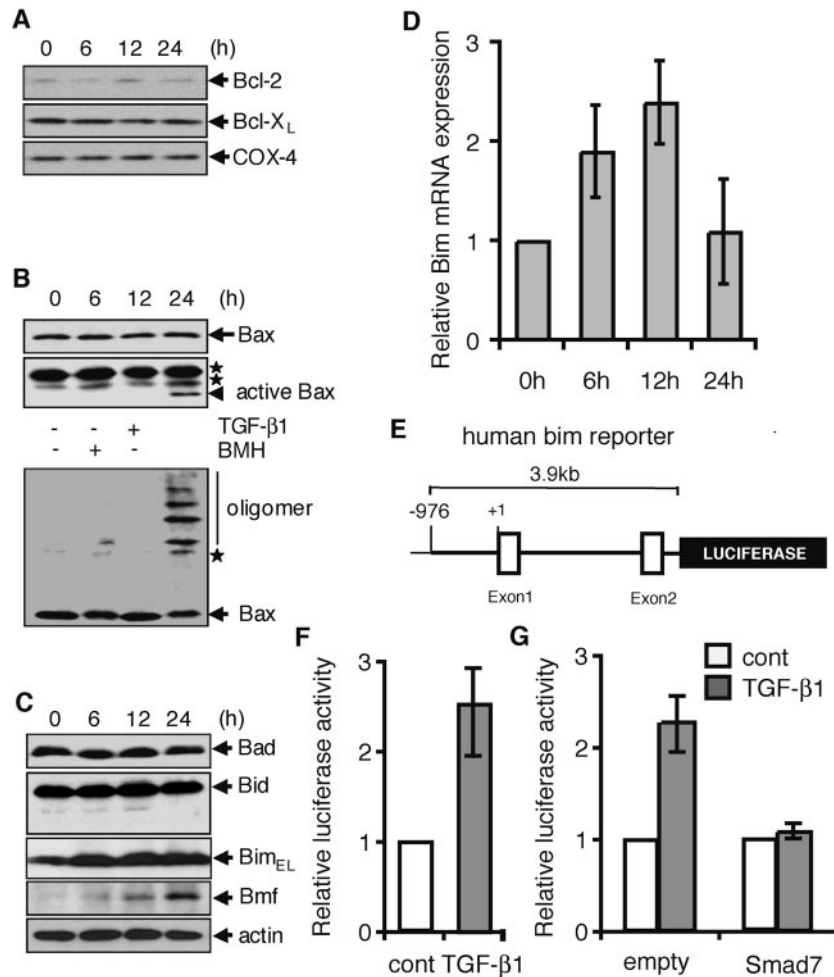 A
0 6 12 24 (h)
Bcl-2
Bcl-XL
COX-4
B
0 6 12 24 (h)
Bax
★
★
active Bax
- - + TGF-β1
- + - BMH
oligomer
★
Bax
C
0 6 12 24 (h)
Bad
Bid
BimEL
Bmf
actin
D
Relative Bim mRNA expression
3
2
1
0
0h 6h 12h 24h
E
human bim reporter
3.9kb
-976
+1
LUCIFERASE
Exon1
Exon2
F
Relative luciferase activity
3
2
1
0
cont TGF-β1
G
cont
TGF-β1
Relative luciferase activity
3
2
1
0
empty Smad7